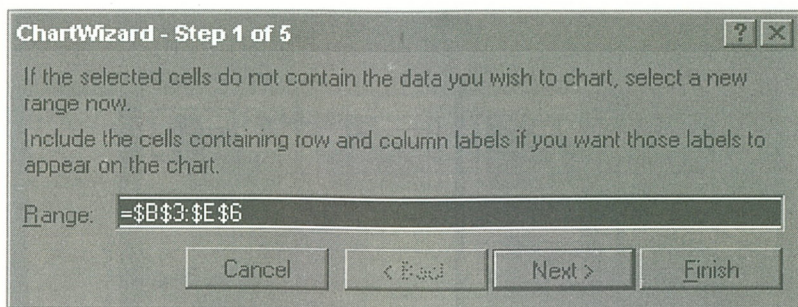 ChartWizard - Step 1 of 5
If the selected cells do not contain the data you wish to chart, select a new
range now.
Include the cells containing row and column labels if you want those labels to
appear on the chart.
Range: =$B$3:$E$6
Cancel < Back Next > Finish